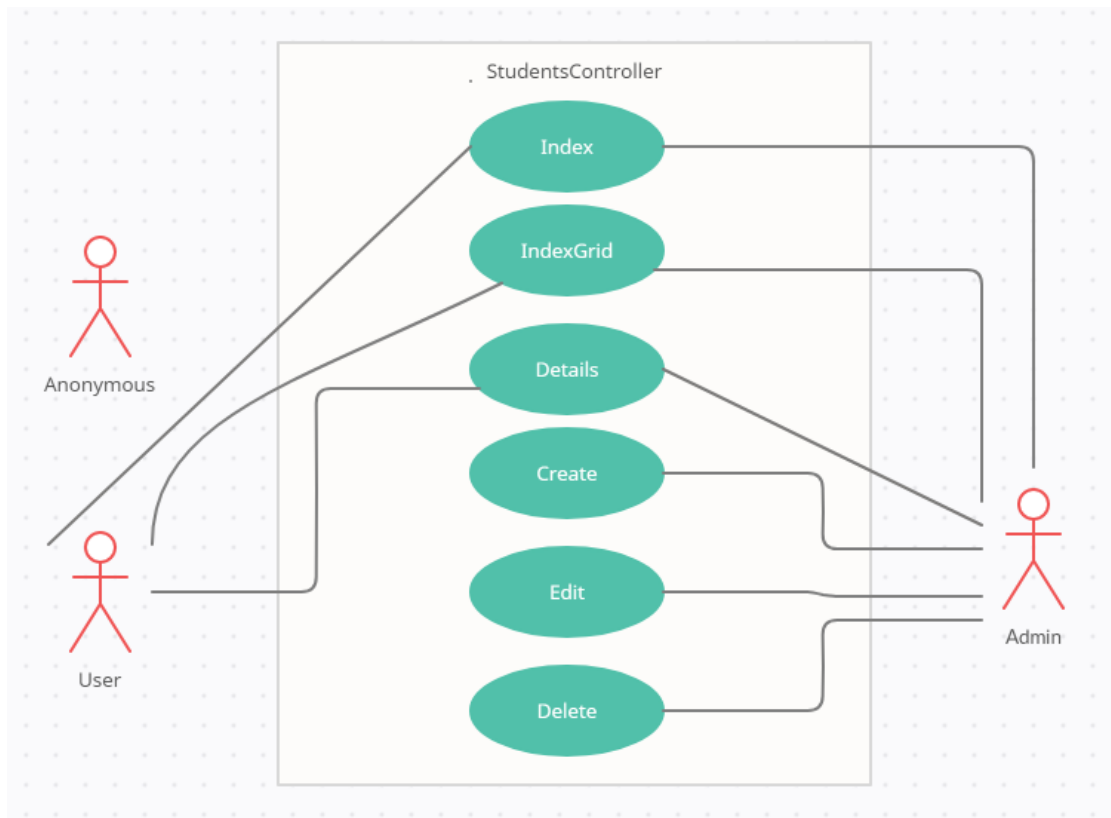 . StudentsController
Index
IndexGrid
Details
Anonymous
Create
Edit
Admin
User
Delete